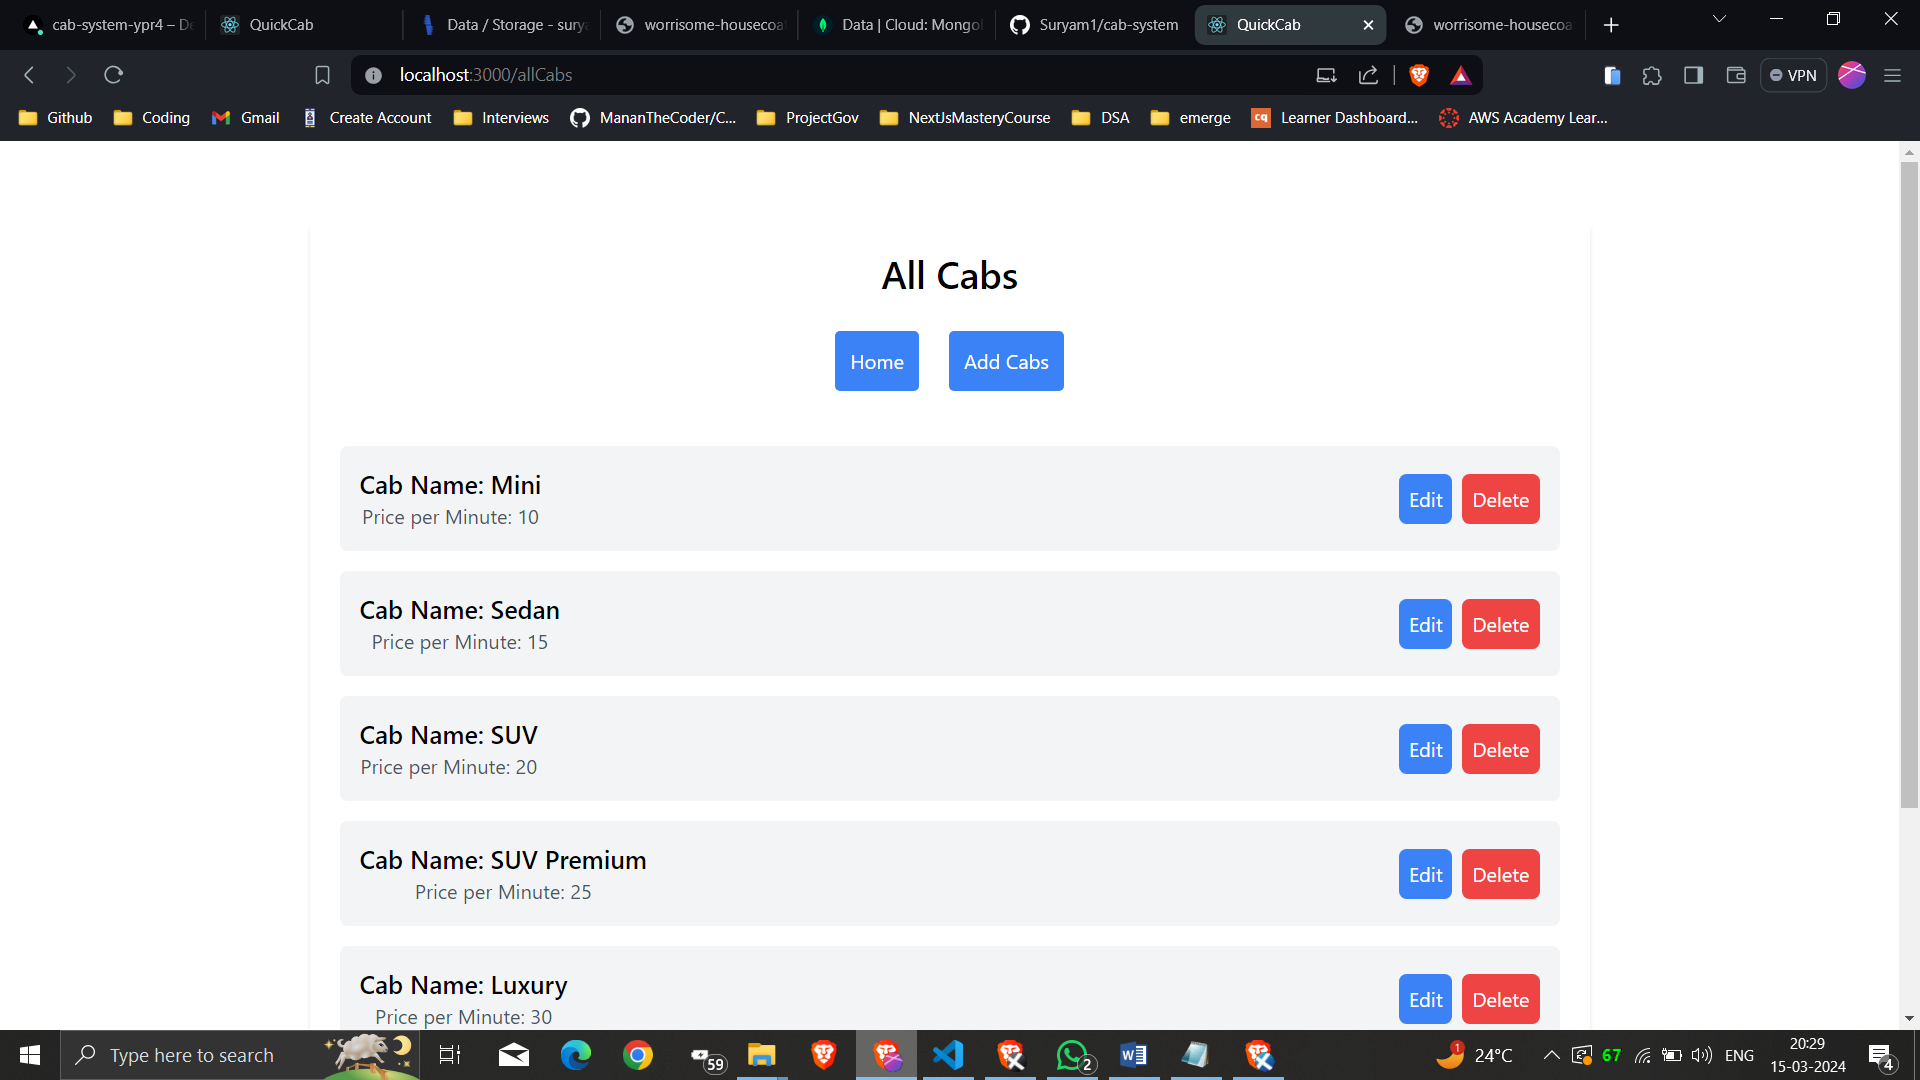 cab-system-ypr4 – De
QuickCab
Data / Storage - surya
worrisome-housecoa
Data | Cloud: Mongo
Suryam1/cab-system
QuickCab
worrisome-housecoa
localhost:3000/allCabs
VPN
Github
Coding
Gmail
Create Account
Interviews
MananTheCoder/C...
ProjectGov
NextJsMasteryCourse
DSA
emerge
cq
Learner Dashboard...
AWS Academy Lear...
All Cabs
Home
Add Cabs
Cab Name: Mini
Price per Minute: 10
Edit
Delete
Cab Name: Sedan
Price per Minute: 15
Edit
Delete
Cab Name: SUV
Price per Minute: 20
Edit
Delete
Cab Name: SUV Premium
Price per Minute: 25
Edit
Delete
Cab Name: Luxury
Price per Minute: 30
Edit
Delete
Type here to search
59
2
1
24°C
67
ENG
20:29
15-03-2024
4